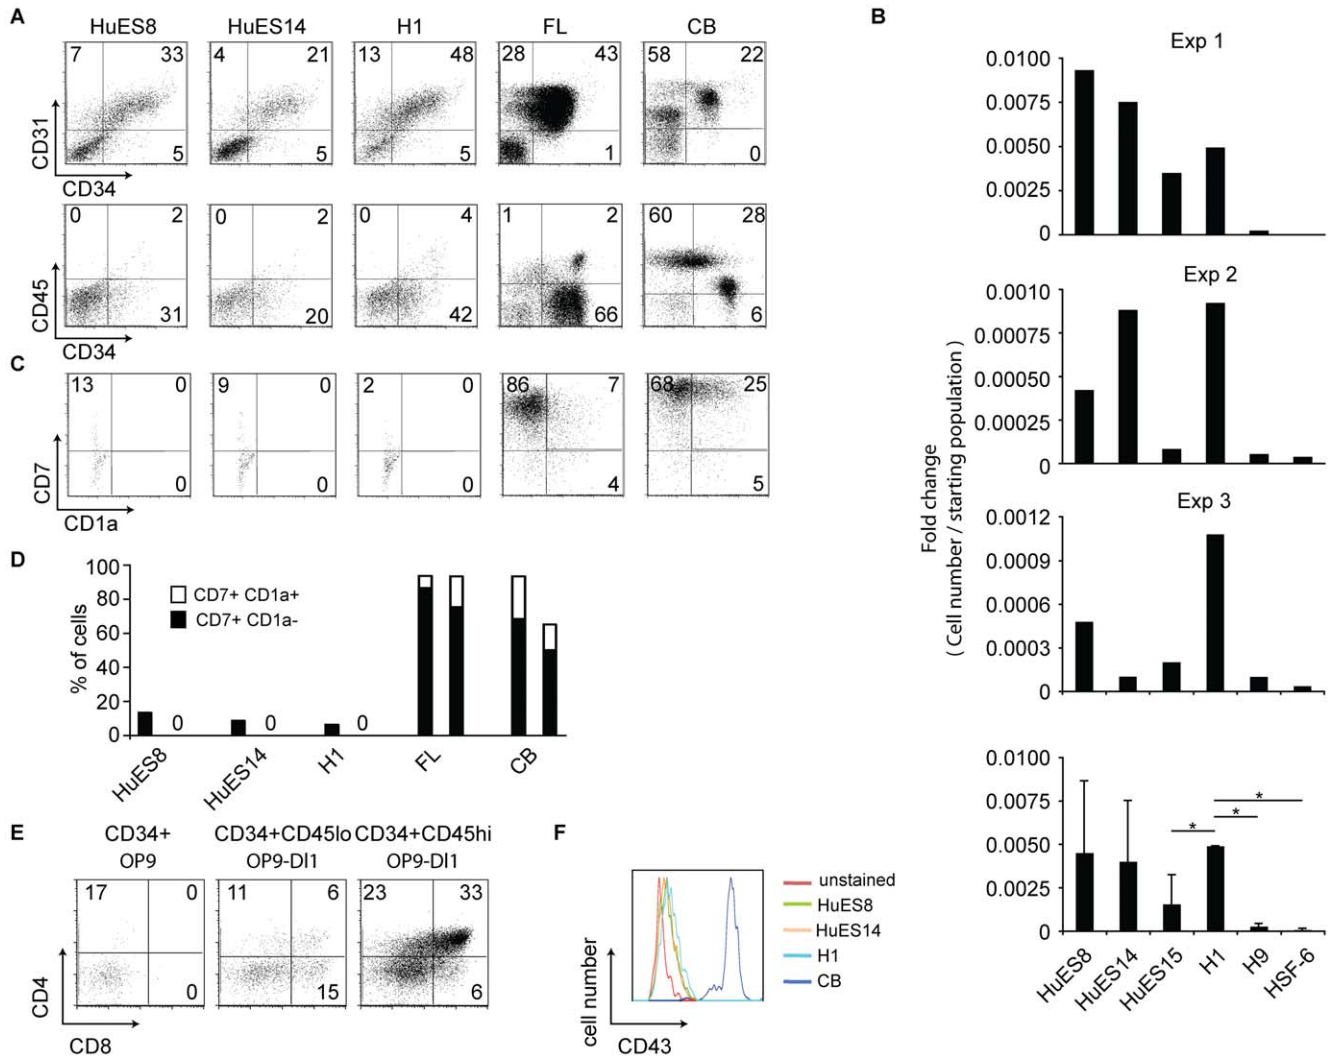 A
HuES8 HuES14 H1 FL CB
7 33 4 21 13 48 28 43 58 22
5 5 5 1 0
CD31
CD34
0 2 0 2 0 4 1 2 60 28
31 20 42 66 6
CD45
CD34
C
13 0 9 0 2 0 86 7 68 25
0 0 0 4 5
CD7
CD1a
D
100
80
60
40
20
0
% of cells
CD7+ CD1a+
CD7+ CD1a-
0 0 0
HuES8 HuES14 H1 FL CB
E
CD34+ CD34+CD45lo CD34+CD45hi
OP9 OP9-Dl1 OP9-Dl1
17 0 11 6 23 33
0 15 6
CD4
CD8
F
cell number
CD43
unstained
HuES8
HuES14
H1
CB
B
Exp 1
0.0100
0.0075
0.0050
0.0025
0
Exp 2
0.0010
0.00075
0.00050
0.00025
0
Exp 3
0.0012
0.0009
0.0006
0.0003
0
Fold change
( Cell number / starting population )
0.0100
0.0075
0.0050
0.0025
0
* * *
HuES8 HuES14 HuES15 H1 H9 HSF-6